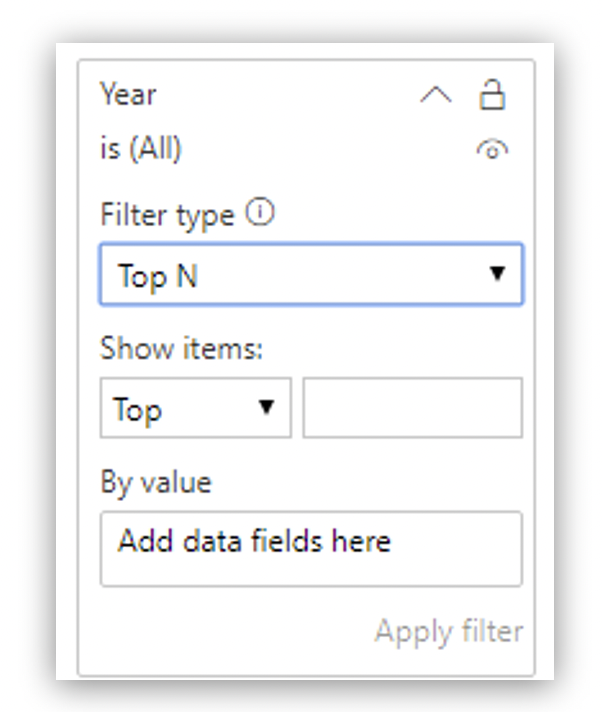 Year
is (All)
Filter type
Top N
Show items:
Top
By value
Add data fields here
Apply filter